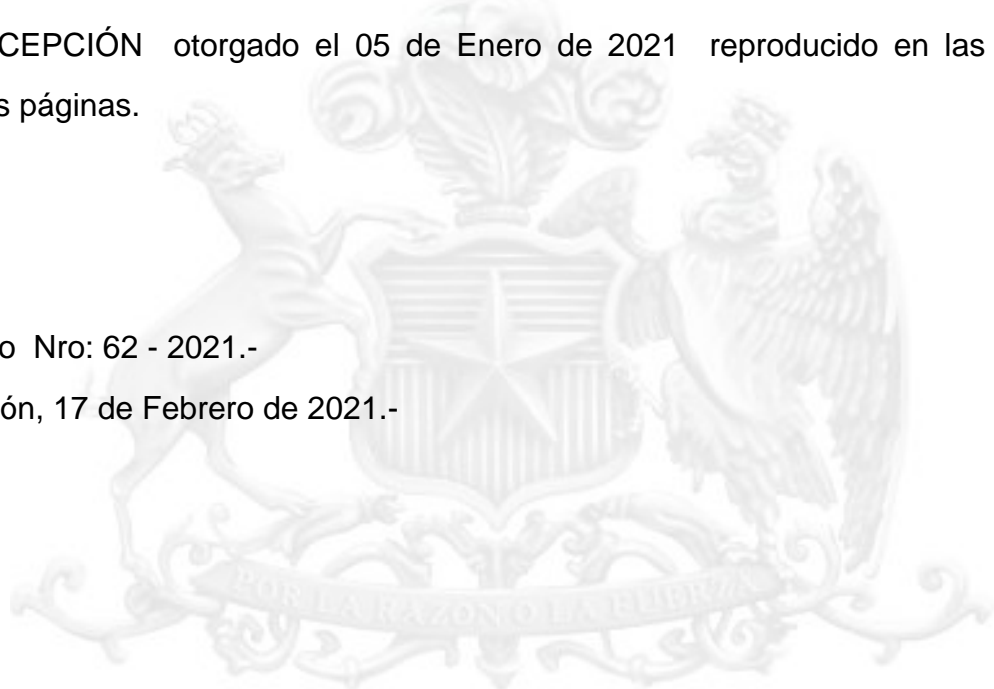 CEPCIÓN otorgado el 05 de Enero de 2021 reproducido en las
s páginas.
o Nro: 62 - 2021.-
ón, 17 de Febrero de 2021.-
POR LA RAZON O LA FUERZA